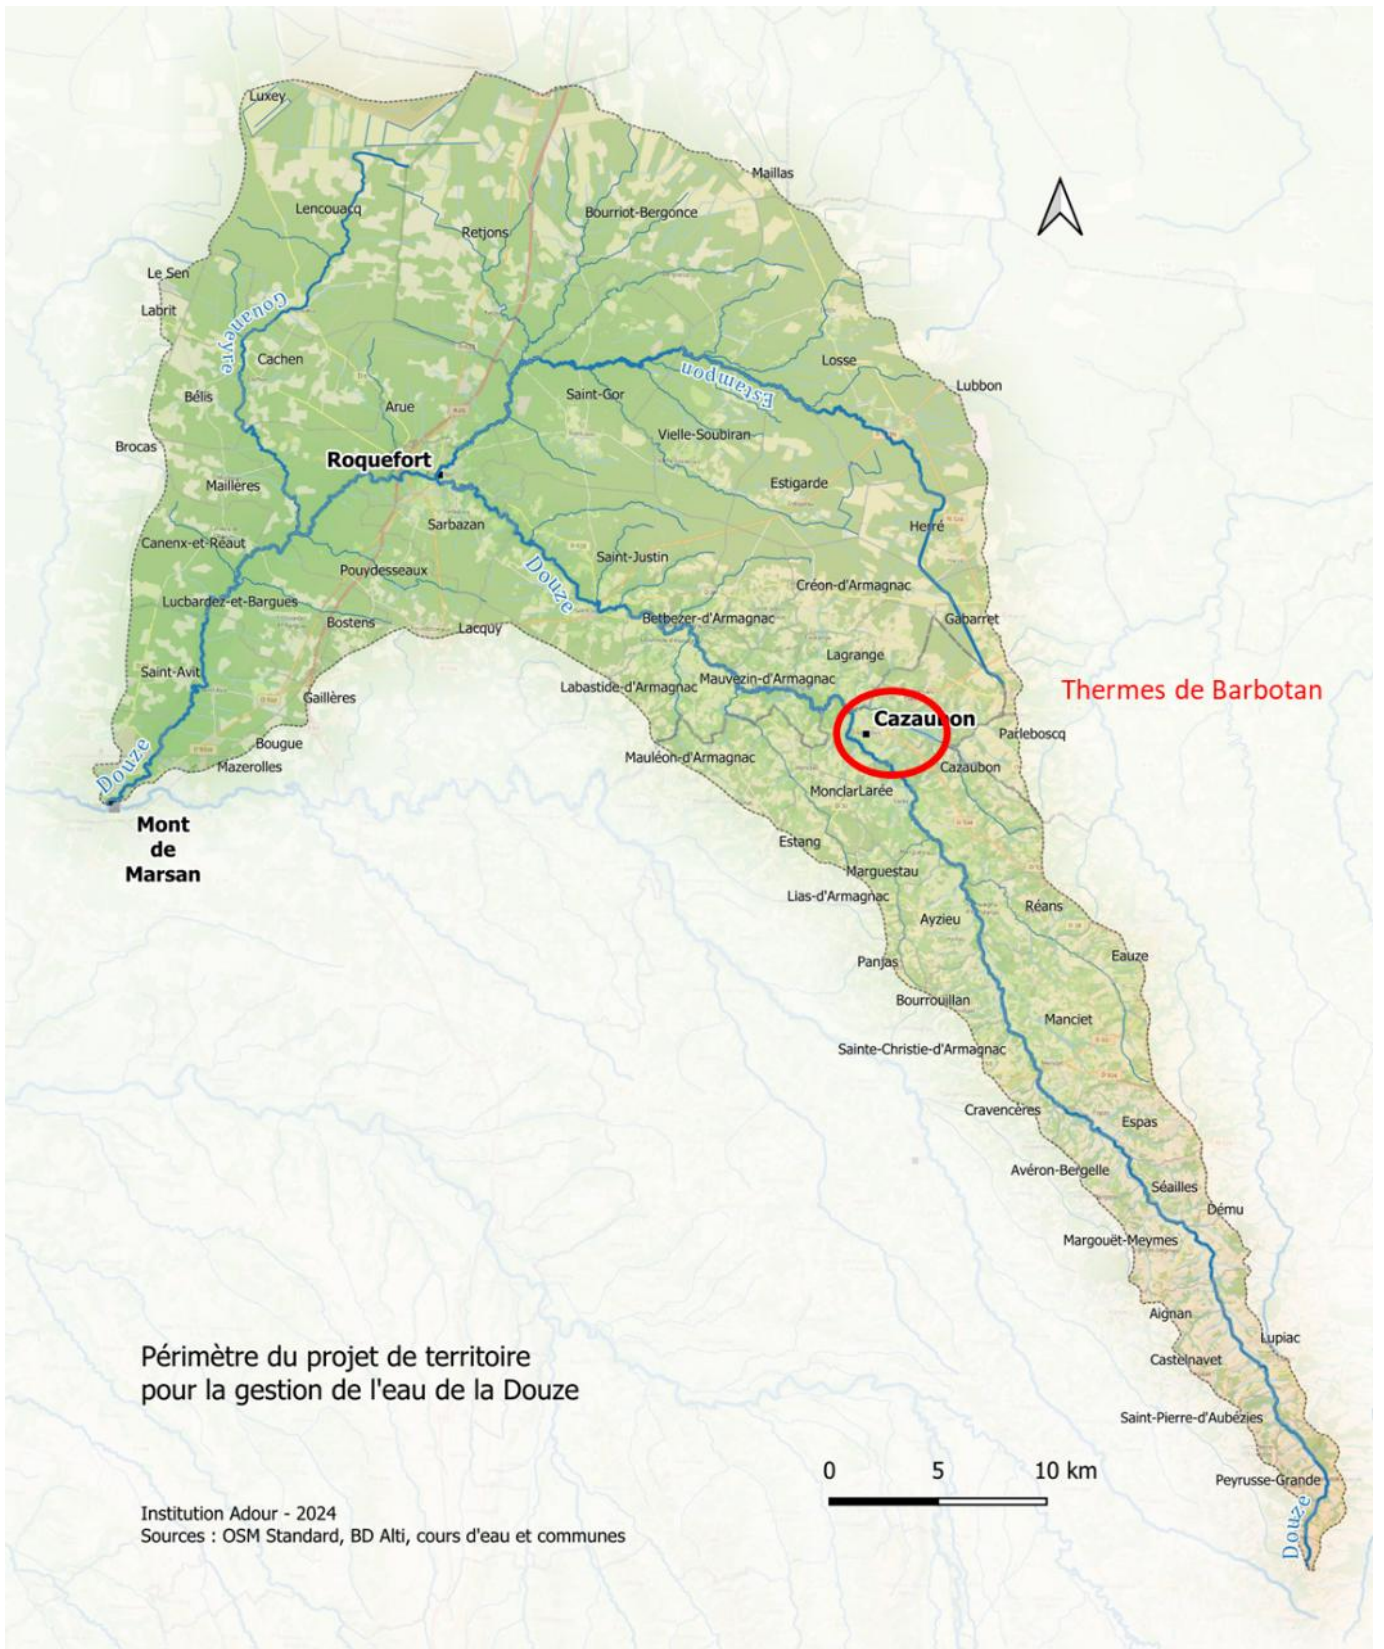 Luxey
Maillas
Lencouacq
Bourriot-Bergonce
Retjons
Le Sen
Gouaneyre
Labrit
Cachen
Losse
Estampon
Lubbon
Bélis
Saint-Gor
Arue
Brocas
Vielle-Soubiran
Roquefort
Maillères
Estigarde
Sarbazan
Herré
Canenx-et-Réaut
Saint-Justin
Pouydesseaux
Douze
Créon-d'Armagnac
Lucbardez-et-Bargues
Bostens
Lacquy
Betbezer-d'Armagnac
Gabarret
Lagrange
Saint-Avit
Mauvezin-d'Armagnac
Labastide-d'Armagnac
Thermes de Barbotan
Gaillères
Cazaubon
Parleboscq
Bougue
Mauléon-d'Armagnac
Douze
Mazerolles
Cazaubon
Monclar
Larée
Mont
de
Marsan
Estang
Marguestau
Lias-d'Armagnac
Réans
Ayzieu
Eauze
Panjas
Bourrouillan
Manciet
Sainte-Christie-d'Armagnac
Cravencères
Espas
Avéron-Bergelle
Séailles
Dému
Margouët-Meymes
Aignan
Lupiac
Castelnavet
Périmètre du projet de territoire
pour la gestion de l'eau de la Douze
Saint-Pierre-d'Aubézies
0 5 10 km
Peyrusse-Grande
Douze
Institution Adour - 2024
Sources : OSM Standard, BD Alti, cours d'eau et communes